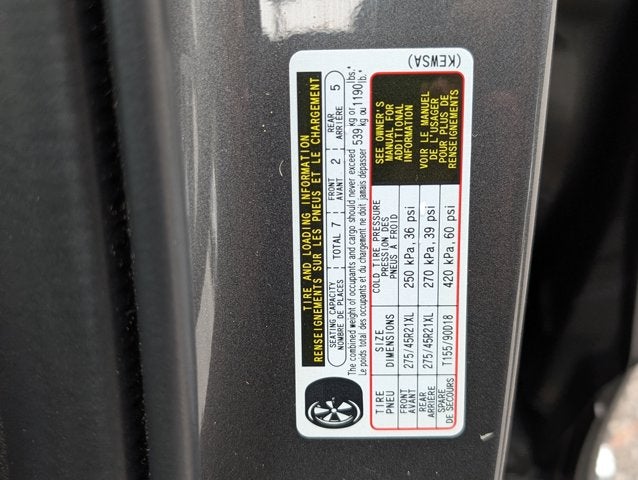 (KEWSA)
TIRE AND LOADING INFORMATION
RENSEIGNEMENTS SUR LES PNEUS ET LE CHARGEMENT
SEATING CAPACITY
NOMBRE DE PLACES
TOTAL 7
FRONT
AVANT
2
REAR
ARRIÈRE
5
The combined weight of occupants and cargo should never exceed 539 kg or 1190 lbs.*
Le poids total des occupants et du chargement ne doit jamais dépasser 539 kg ou 1190 lb.*
TIRE
PNEU
SIZE
DIMENSIONS
COLD TIRE PRESSURE
PRESSION DES
PNEUS À FROID
FRONT
AVANT
275/45R21XL
250 kPa, 36 psi
REAR
ARRIÈRE
275/45R21XL
270 kPa, 39 psi
SPARE
DE SECOURS
T155/90D18
420 kPa, 60 psi
SEE OWNER'S
MANUAL FOR
ADDITIONAL
INFORMATION
VOIR LE MANUEL
DE L'USAGER
POUR PLUS DE
RENSEIGNEMENTS